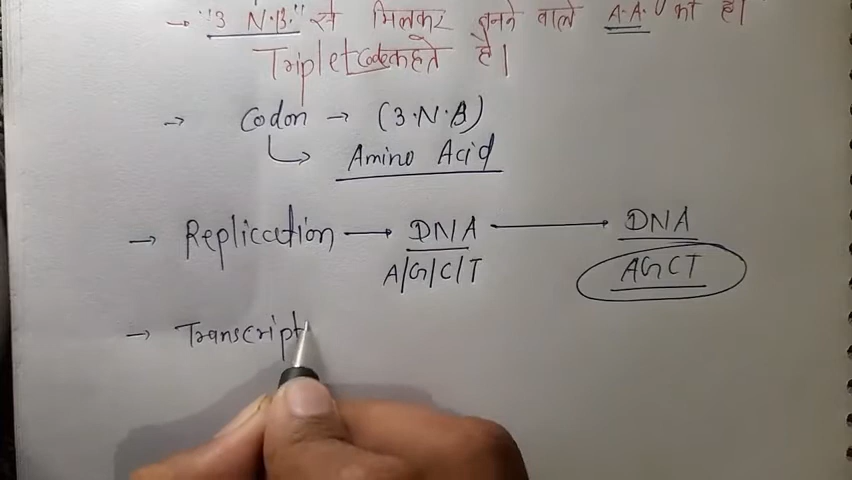 → "3 N.B." से मिलकर बनने वाले A.A. को ही
Triplet code कहते है।
→ Codon → (3.N.B)
Amino Acid
→ Replication → DNA → DNA
A/G/C/T AGCT
→ Transcript